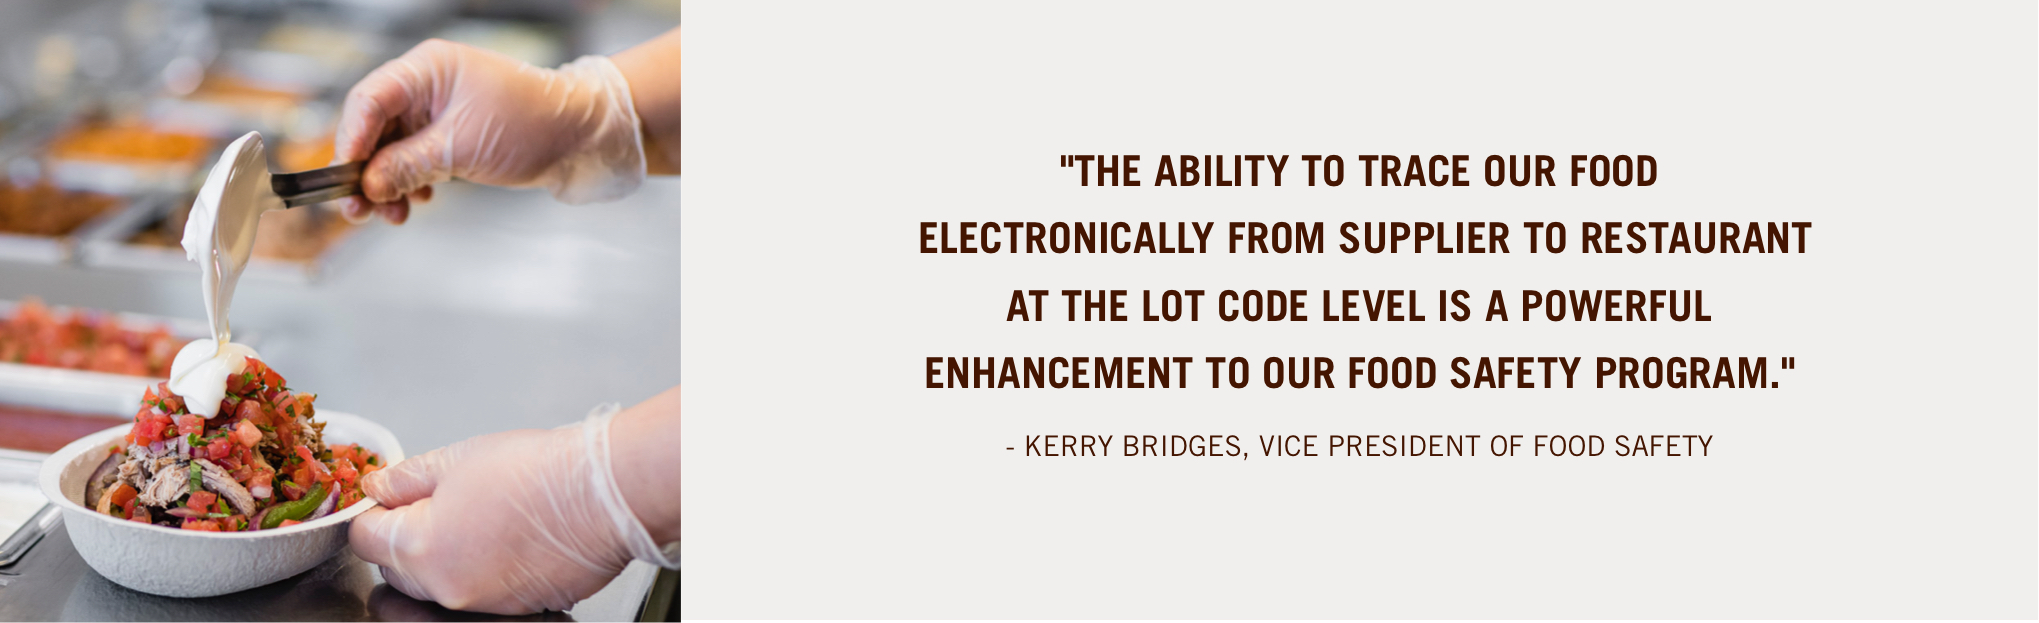 "THE ABILITY TO TRACE OUR FOOD
ELECTRONICALLY FROM SUPPLIER TO RESTAURANT
AT THE LOT CODE LEVEL IS A POWERFUL
ENHANCEMENT TO OUR FOOD SAFETY PROGRAM."
- KERRY BRIDGES, VICE PRESIDENT OF FOOD SAFETY